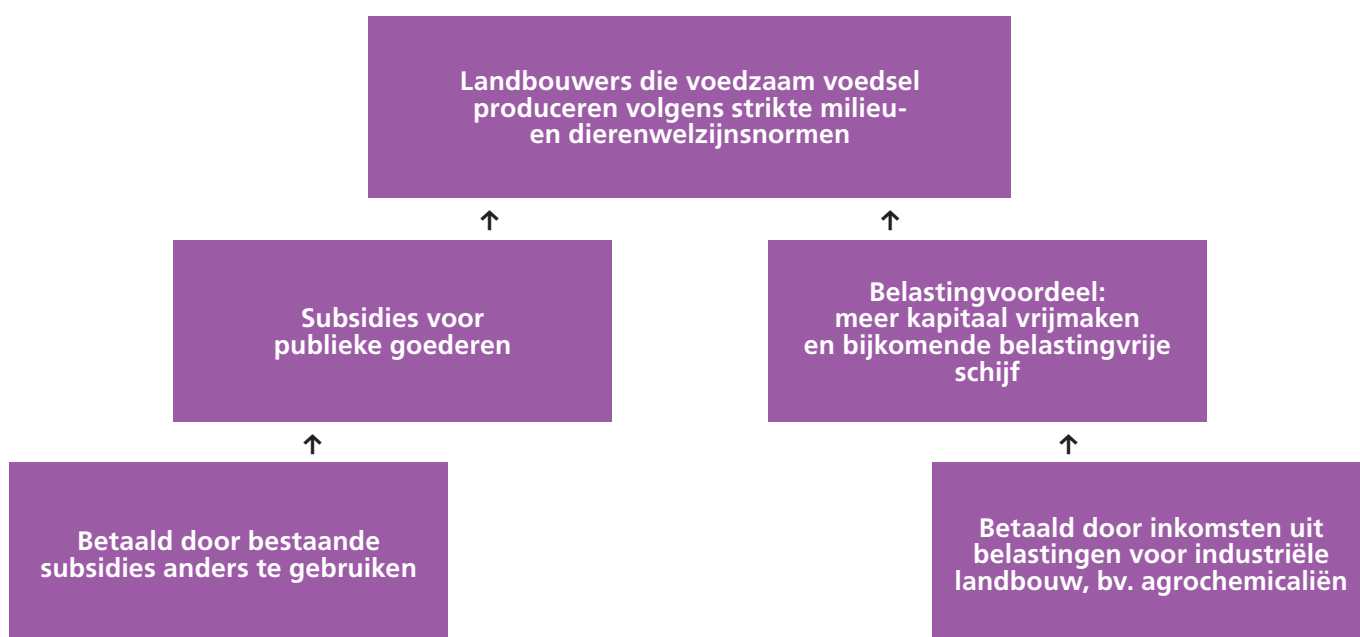 Landbouwers die voedzaam voedsel
produceren volgens strikte milieu-
en dierenwelzijnsnormen
↑ ↑
Subsidies voor
publieke goederen
Belastingvoordeel:
meer kapitaal vrijmaken
en bijkomende belastingvrije
schijf
↑ ↑
Betaald door bestaande
subsidies anders te gebruiken
Betaald door inkomsten uit
belastingen voor industriële
landbouw, bv. agrochemicaliën